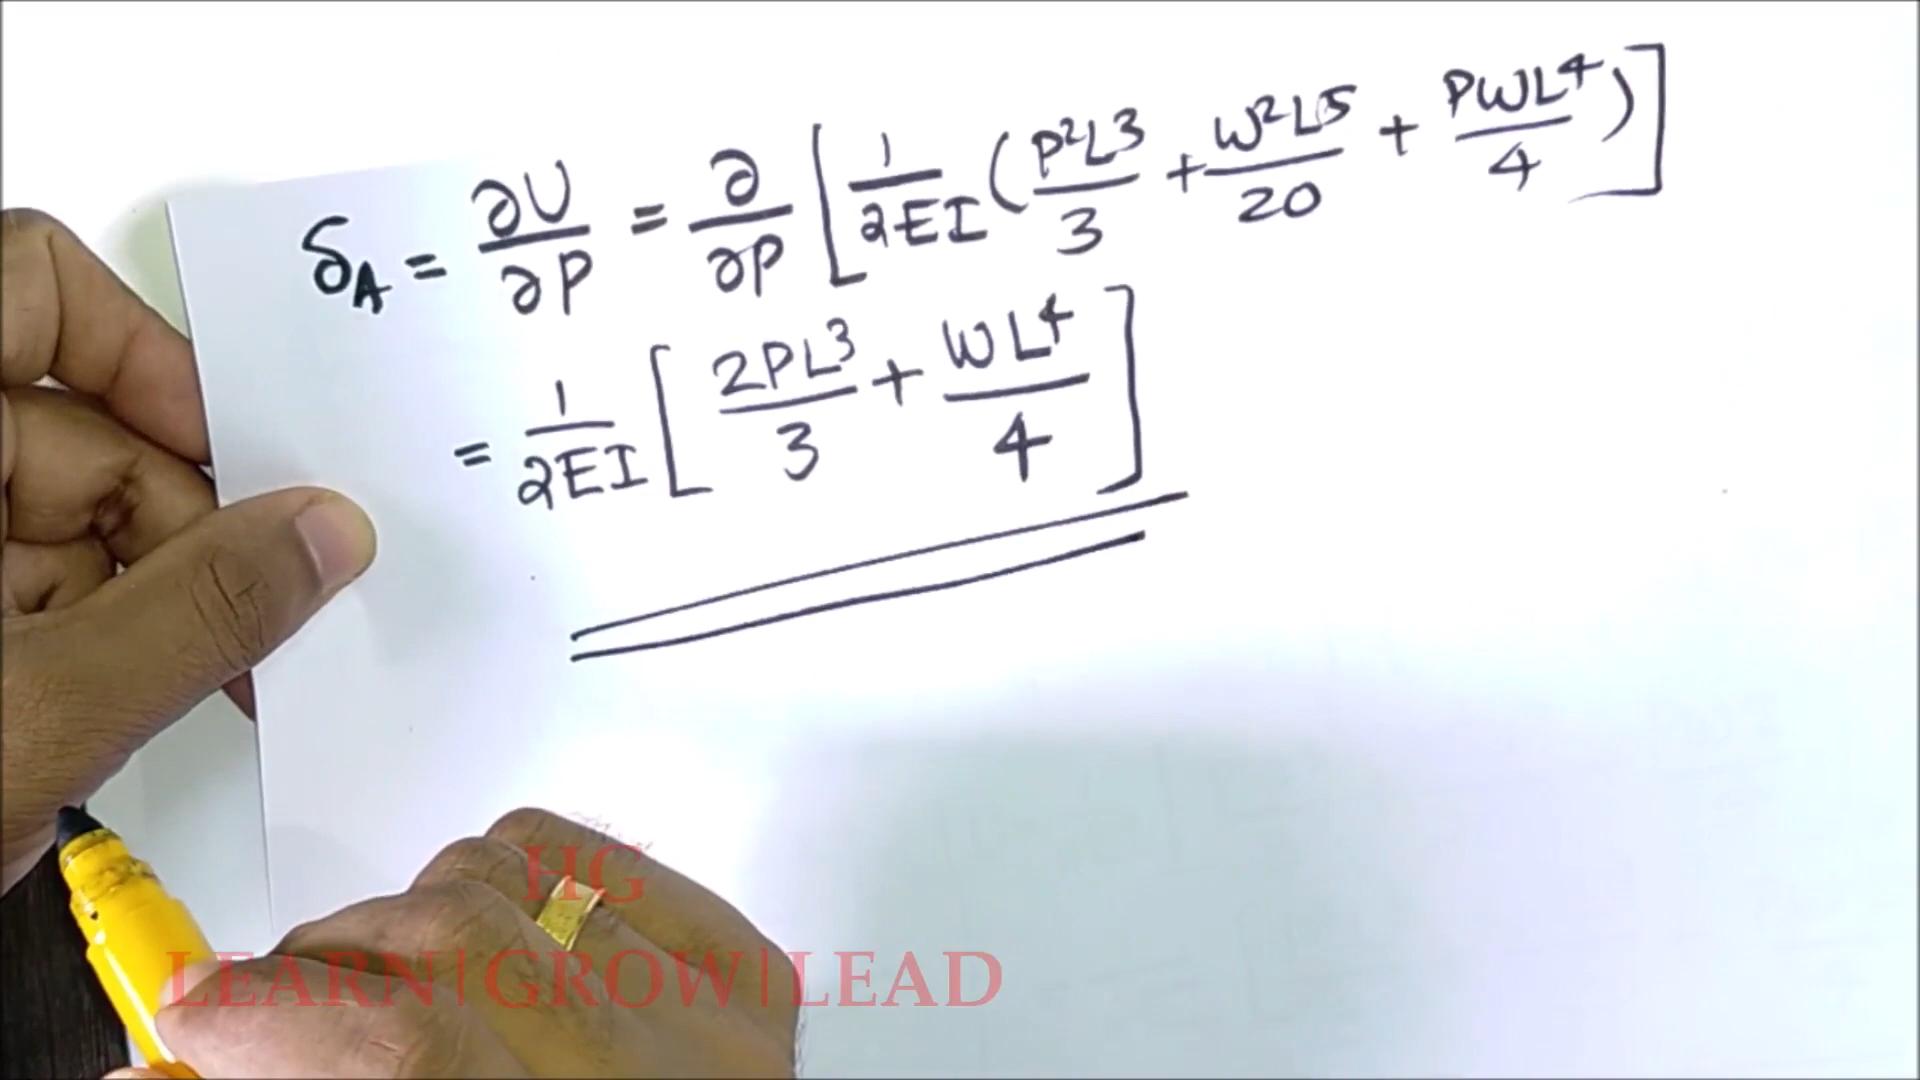 δA = ∂U/∂P = ∂/∂P [1/2EI (P²L3/3 + W²L5/20 + PWL4/4)]
= 1/2EI [2PL3/3 + WL4/4]
HG
LEARN|GROW|LEAD